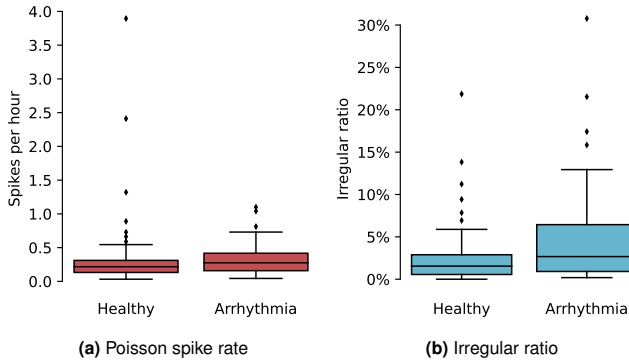 4.0
3.5
3.0
2.5
2.0
1.5
1.0
0.5
0.0
Spikes per hour
Healthy
Arrhythmia
(a) Poisson spike rate
30%
25%
20%
15%
10%
5%
0%
Irregular ratio
Healthy
Arrhythmia
(b) Irregular ratio